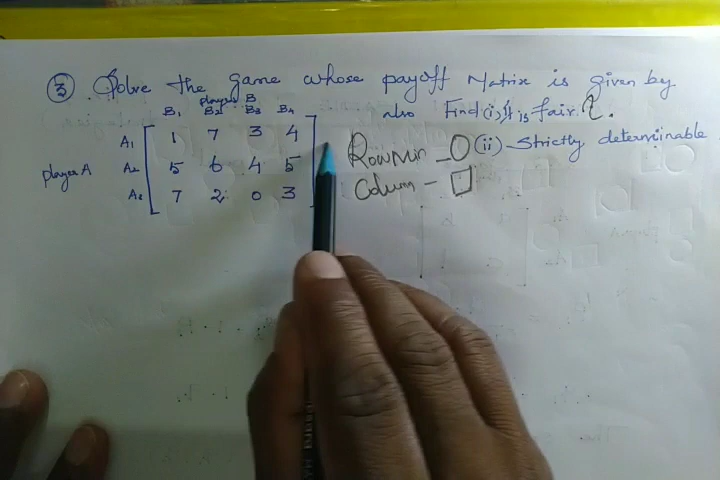 ③ Solve the game whose payoff Matrix is given by
also Find (i) if is fair.
player B
B1 B2 B3 B4
A1 1 7 3 4
player A A2 5 6 4 5
A3 7 2 0 3
Row Min - O (ii) Strictly determinable
Column - □